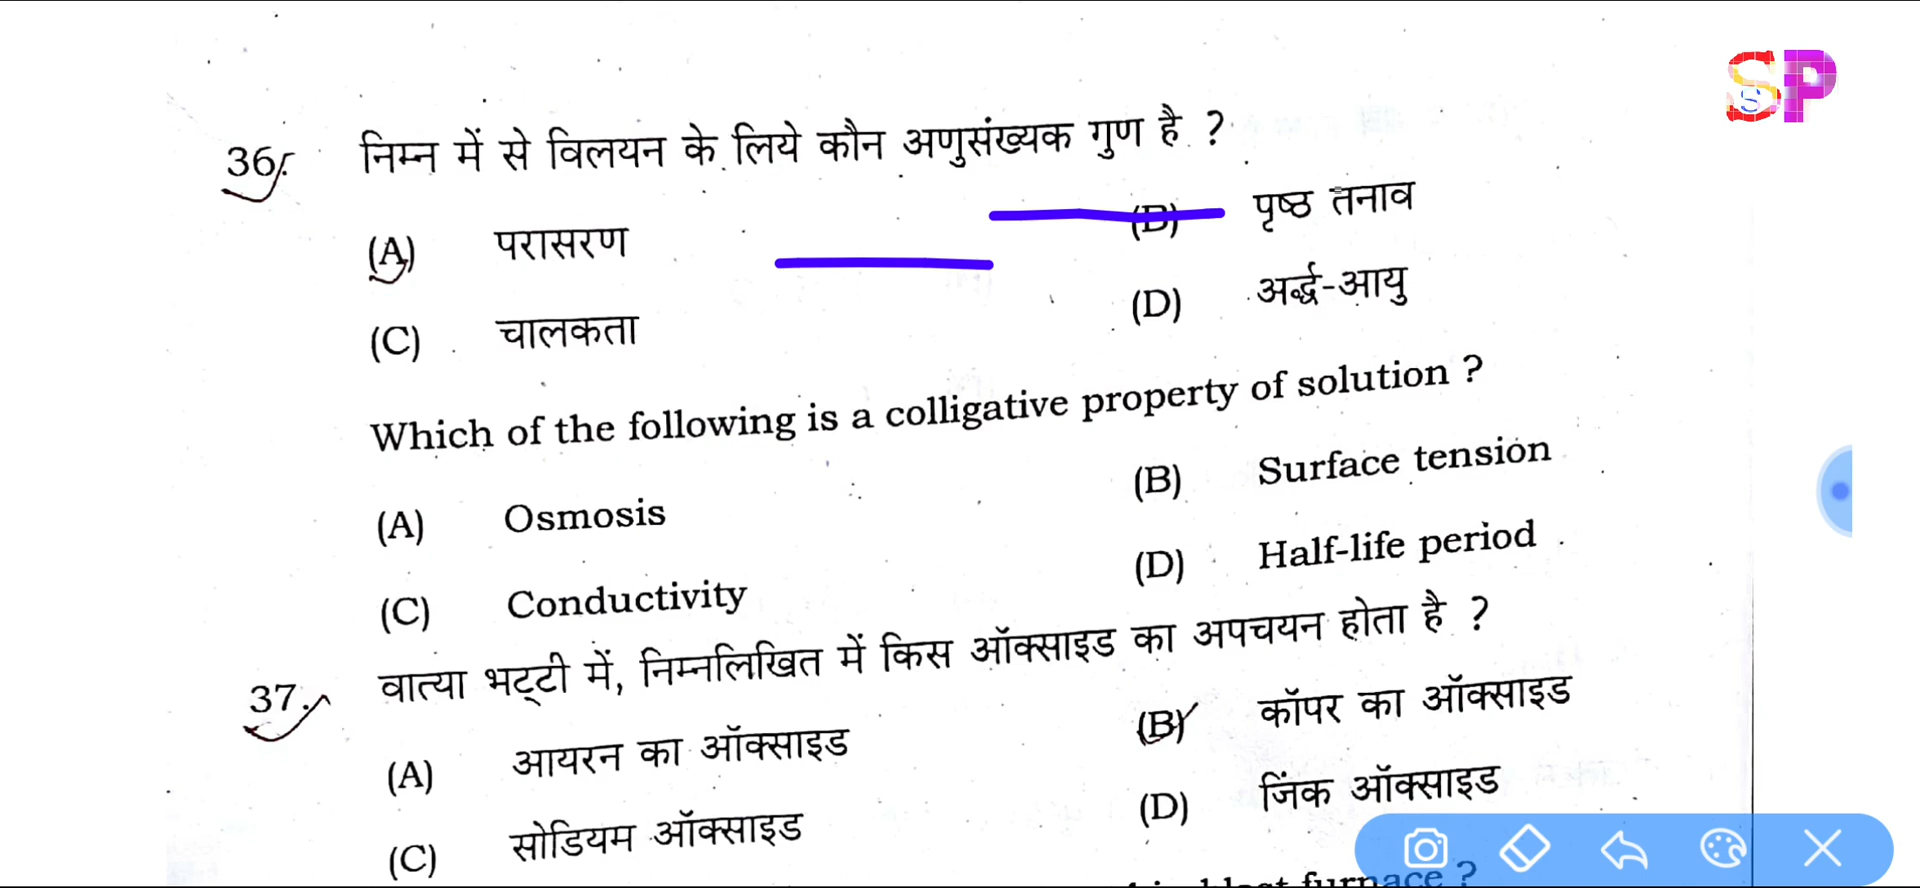 SP
S
36. निम्न में से विलयन के लिये कौन अणुसंख्यक गुण है ?
(A) परासरण (B) पृष्ठ तनाव
(C) चालकता (D) अर्द्ध-आयु
Which of the following is a colligative property of solution ?
(A) Osmosis (B) Surface tension
(C) Conductivity (D) Half-life period
37. वात्या भट्टी में, निम्नलिखित में किस ऑक्साइड का अपचयन होता है ?
(A) आयरन का ऑक्साइड (B) कॉपर का ऑक्साइड
(C) सोडियम ऑक्साइड (D) जिंक ऑक्साइड
blast furnace ?